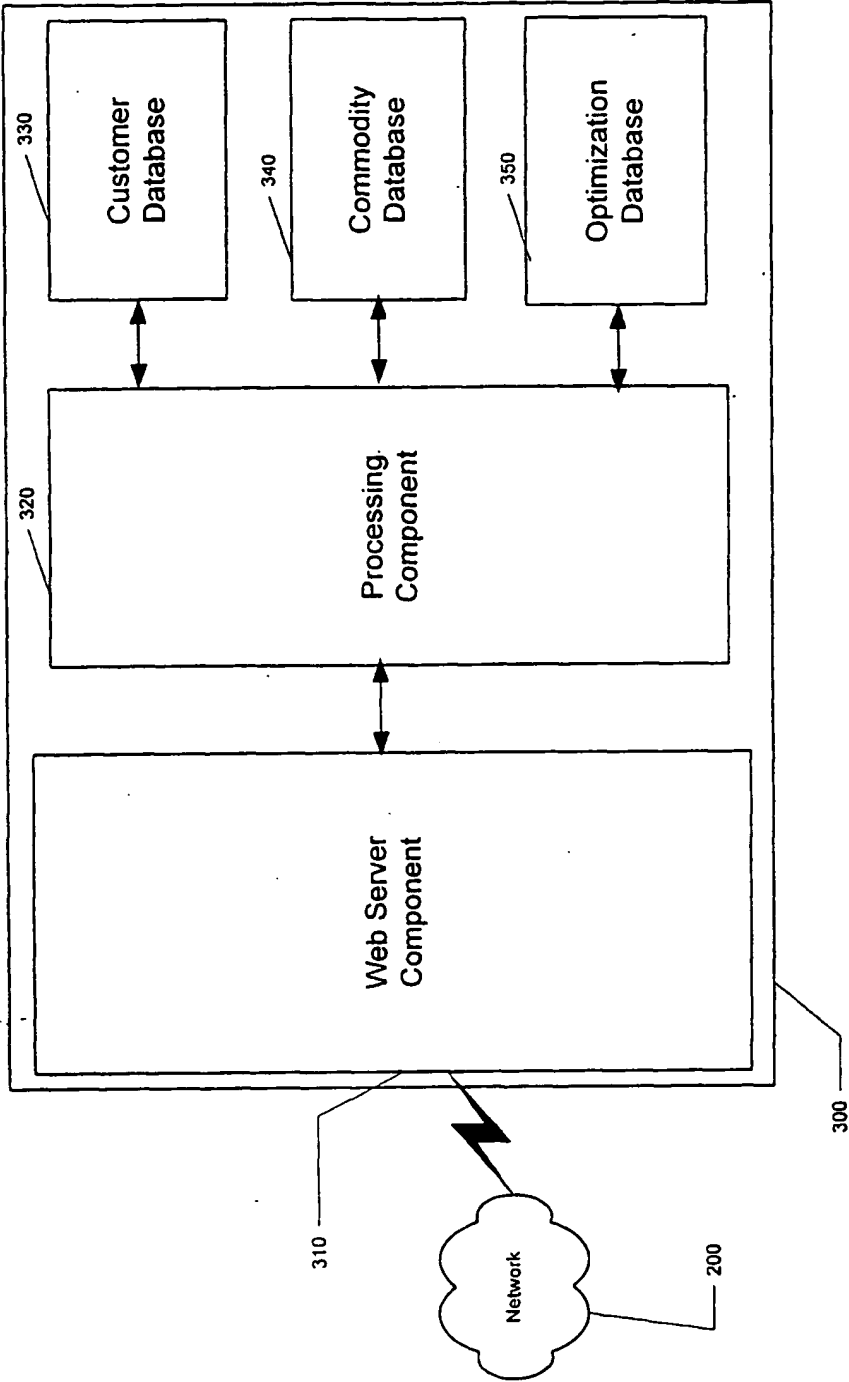 330
Customer
Database
340
Commodity
Database
350
Optimization
Database
320
Processing
Component
Web Server
Component
310
Network
200
300